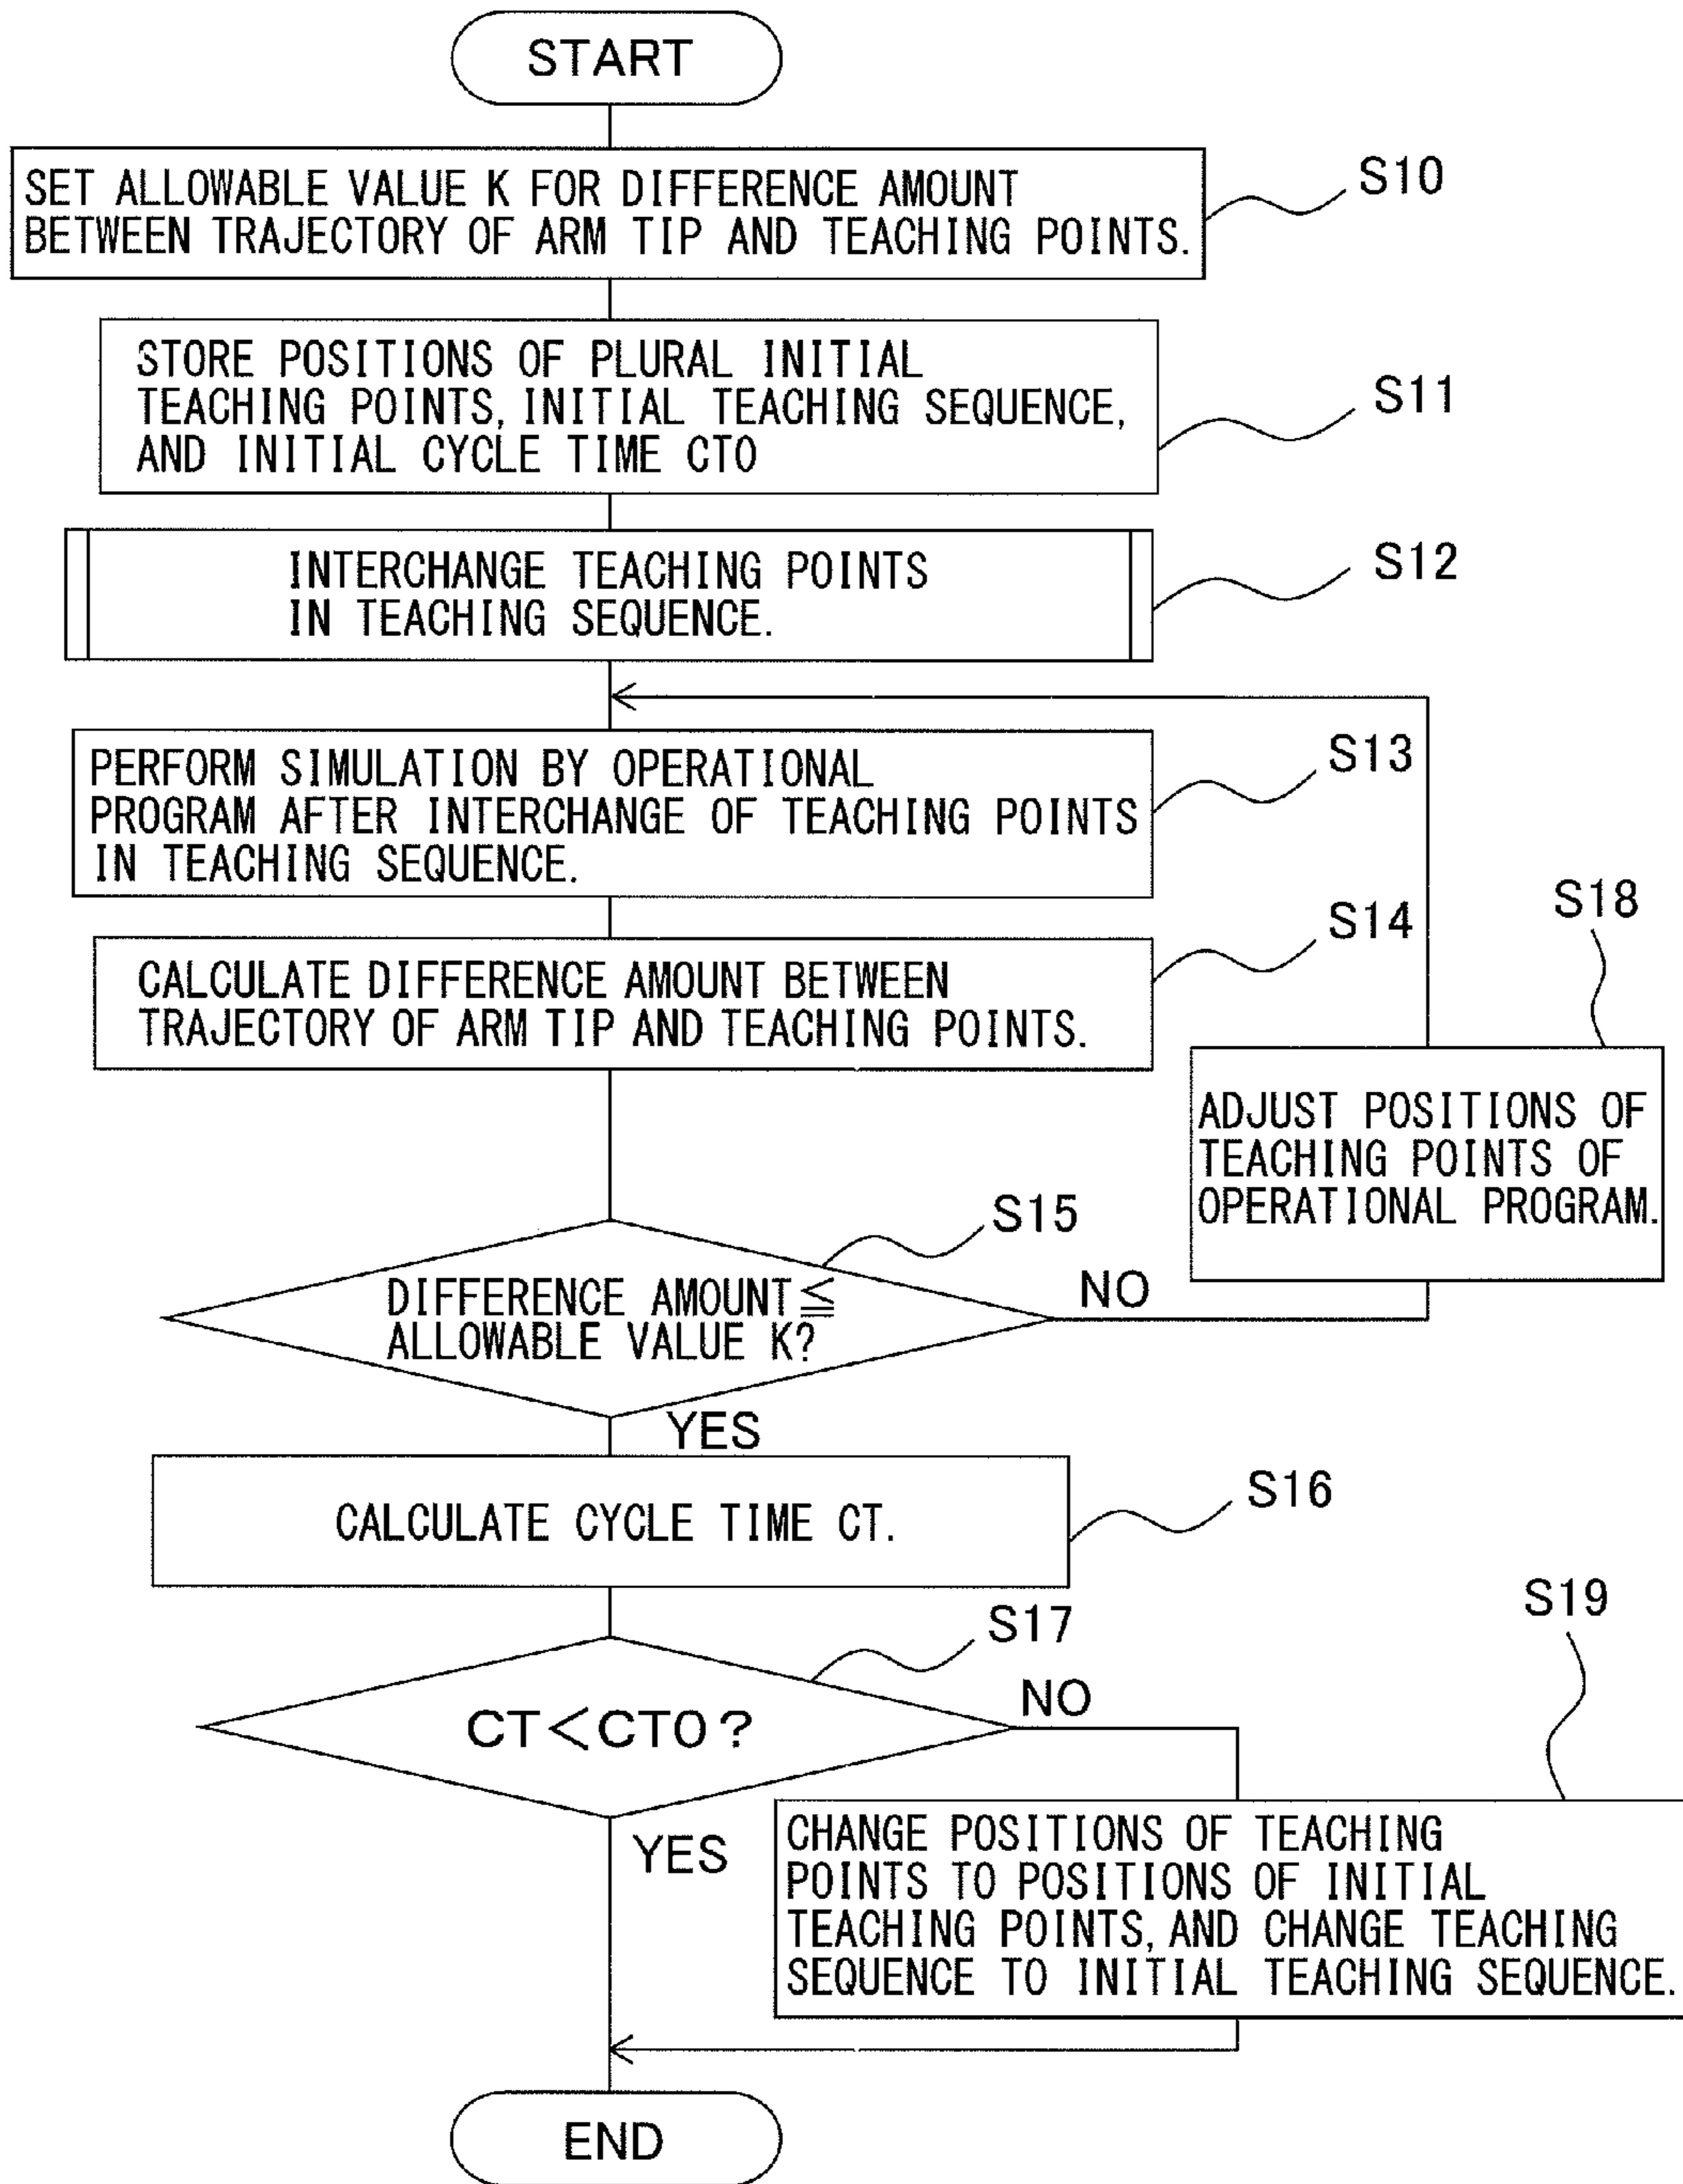 START
SET ALLOWABLE VALUE K FOR DIFFERENCE AMOUNT
BETWEEN TRAJECTORY OF ARM TIP AND TEACHING POINTS.
S10
STORE POSITIONS OF PLURAL INITIAL
TEACHING POINTS, INITIAL TEACHING SEQUENCE,
AND INITIAL CYCLE TIME CT0
S11
INTERCHANGE TEACHING POINTS
IN TEACHING SEQUENCE.
S12
PERFORM SIMULATION BY OPERATIONAL
PROGRAM AFTER INTERCHANGE OF TEACHING POINTS
IN TEACHING SEQUENCE.
S13
CALCULATE DIFFERENCE AMOUNT BETWEEN
TRAJECTORY OF ARM TIP AND TEACHING POINTS.
S14
S18
ADJUST POSITIONS OF
TEACHING POINTS OF
OPERATIONAL PROGRAM.
S15
DIFFERENCE AMOUNT≦
ALLOWABLE VALUE K?
NO
YES
CALCULATE CYCLE TIME CT.
S16
S17
CT<CT0?
NO
YES
S19
CHANGE POSITIONS OF TEACHING
POINTS TO POSITIONS OF INITIAL
TEACHING POINTS, AND CHANGE TEACHING
SEQUENCE TO INITIAL TEACHING SEQUENCE.
END